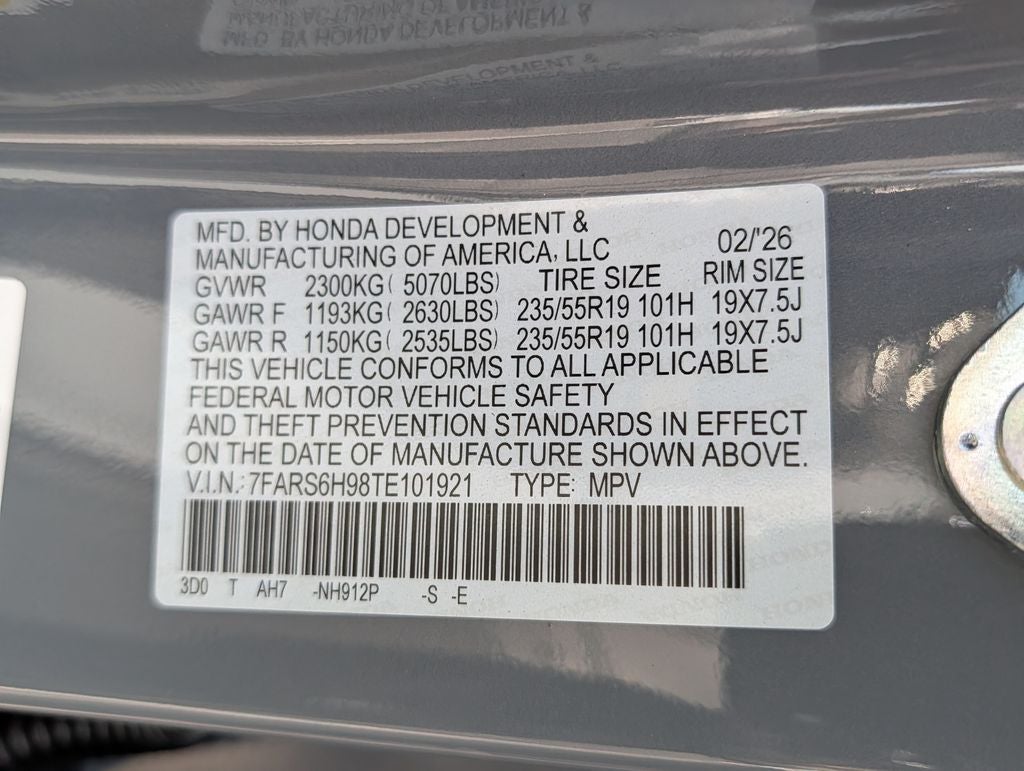 MFD. BY HONDA DEVELOPMENT &
MANUFACTURING OF AMERICA, LLC 02/'26
GVWR 2300KG( 5070LBS) TIRE SIZE RIM SIZE
GAWR F 1193KG( 2630LBS) 235/55R19 101H 19X7.5J
GAWR R 1150KG( 2535LBS) 235/55R19 101H 19X7.5J
THIS VEHICLE CONFORMS TO ALL APPLICABLE
FEDERAL MOTOR VEHICLE SAFETY
AND THEFT PREVENTION STANDARDS IN EFFECT
ON THE DATE OF MANUFACTURE SHOWN ABOVE.
V.I.N.: 7FARS6H98TE101921 TYPE: MPV
3D0 T AH7 -NH912P -S -E